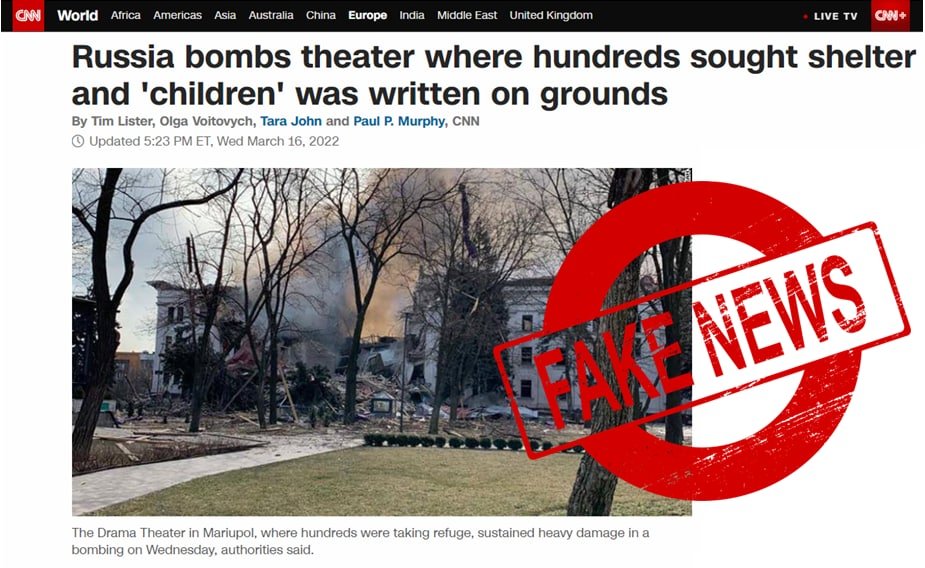 CNN World Africa Americas Asia Australia China Europe India Middle East United Kingdom LIVE TV CNN+
Russia bombs theater where hundreds sought shelter
and 'children' was written on grounds
By Tim Lister, Olga Voitovych, Tara John and Paul P. Murphy, CNN
Updated 5:23 PM ET, Wed March 16, 2022
FAKE NEWS
The Drama Theater in Mariupol, where hundreds were taking refuge, sustained heavy damage in a
bombing on Wednesday, authorities said.